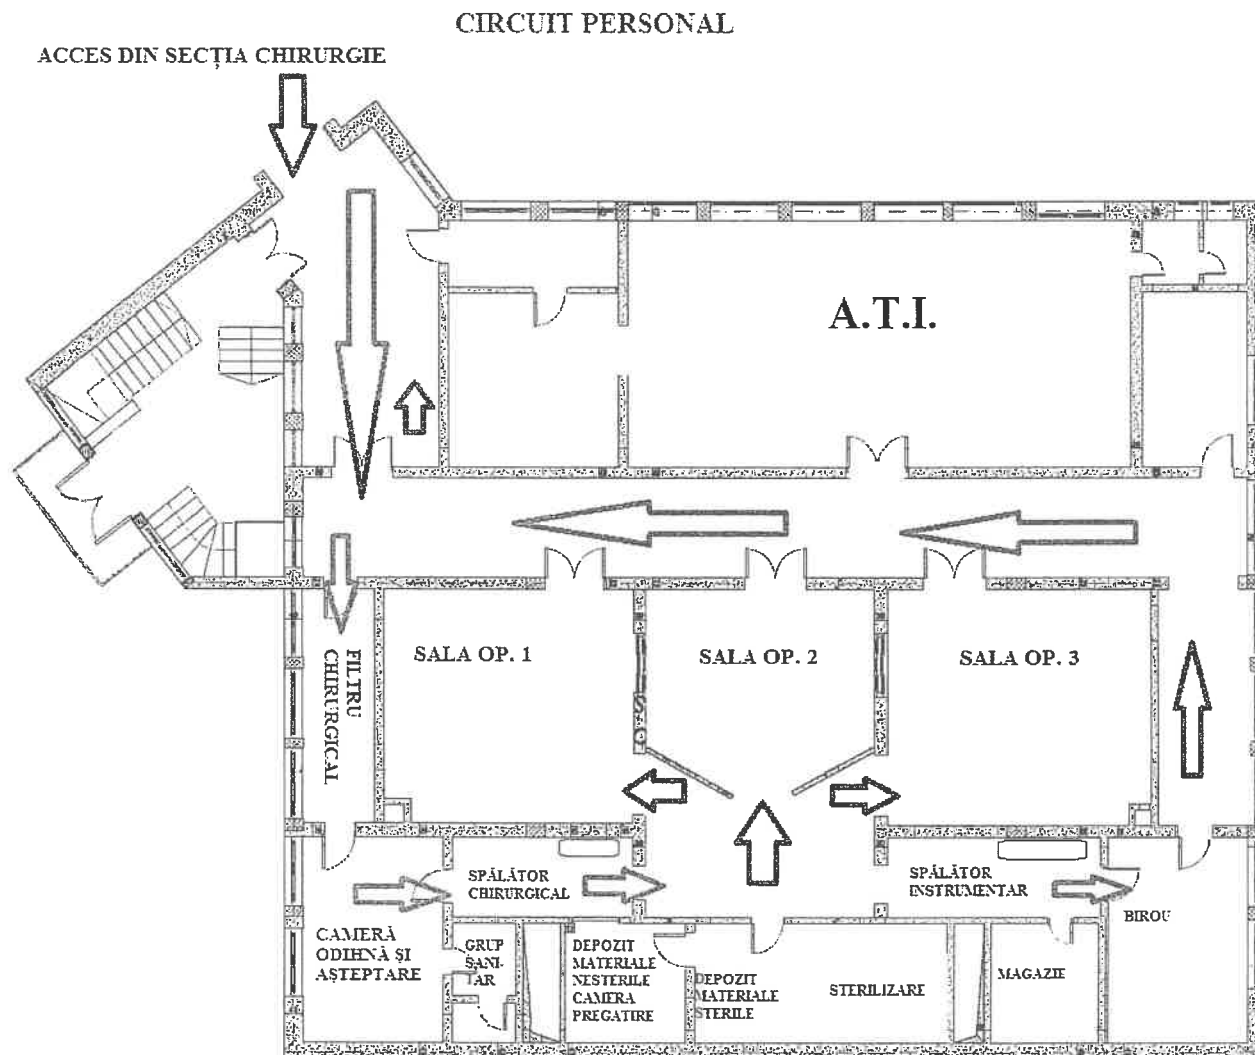 CIRCUIT PERSONAL
ACCES DIN SECȚIA CHIRURGIE
A.T.I.
SALA OP. 1
SALA OP. 2
SALA OP. 3
FILTRU
CHIRURGICAL
SPĂLĂTOR
CHIRURGICAL
SPĂLĂTOR
INSTRUMENTAR
BIROU
CAMERĂ
ODIHNĂ ȘI
AȘTEPTARE
GRUP
SANI-
TAR
DEPOZIT
MATERIALE
NESTERILE
CAMERA
PREGATIRE
DEPOZIT
MATERIALE
STERILE
STERILIZARE
MAGAZIE